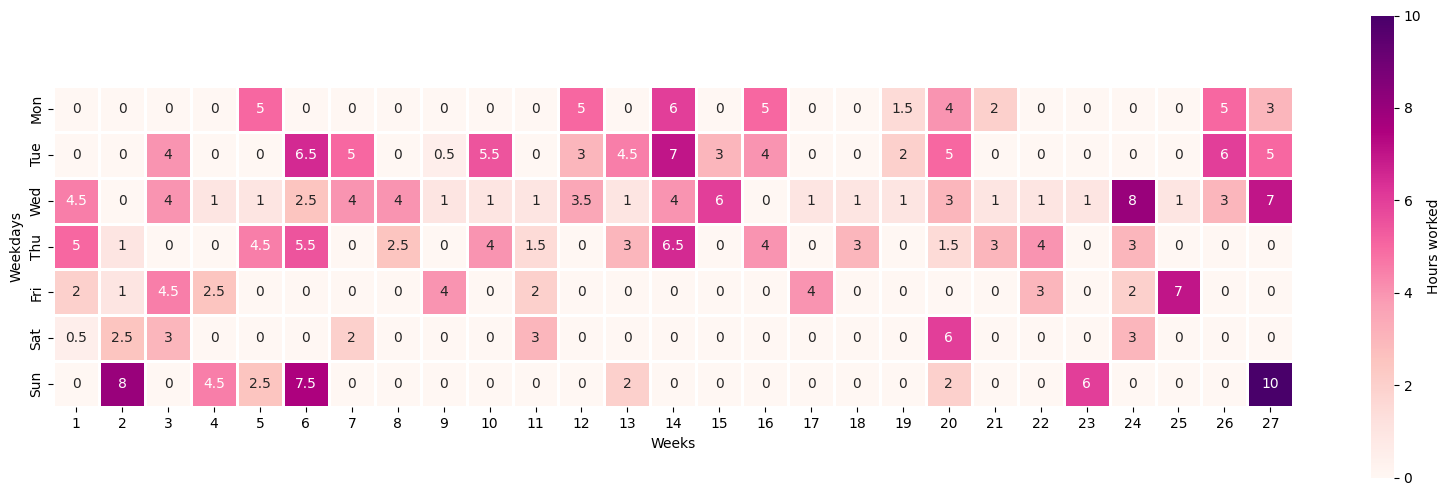 Mon 0 0 0 0 5 0 0 0 0 0 0 5 0 6 0 5 0 0 1.5 4 2 0 0 0 0 5 3
Tue 0 0 4 0 0 6.5 5 0 0.5 5.5 0 3 4.5 7 3 4 0 0 2 5 0 0 0 0 0 6 5
Wed 4.5 0 4 1 1 2.5 4 4 1 1 1 3.5 1 4 6 0 1 1 1 3 1 1 1 8 1 3 7
Thu 5 1 0 0 4.5 5.5 0 2.5 0 4 1.5 0 3 6.5 0 4 0 3 0 1.5 3 4 0 3 0 0 0
Fri 2 1 4.5 2.5 0 0 0 0 4 0 2 0 0 0 0 0 4 0 0 0 0 3 0 2 7 0 0
Sat 0.5 2.5 3 0 0 0 2 0 0 0 3 0 0 0 0 0 0 0 0 6 0 0 0 3 0 0 0
Sun 0 8 0 4.5 2.5 7.5 0 0 0 0 0 0 2 0 0 0 0 0 0 2 0 0 6 0 0 0 10
1 2 3 4 5 6 7 8 9 10 11 12 13 14 15 16 17 18 19 20 21 22 23 24 25 26 27
Weeks
Weekdays
10
8
6
4
2
0
Hours worked